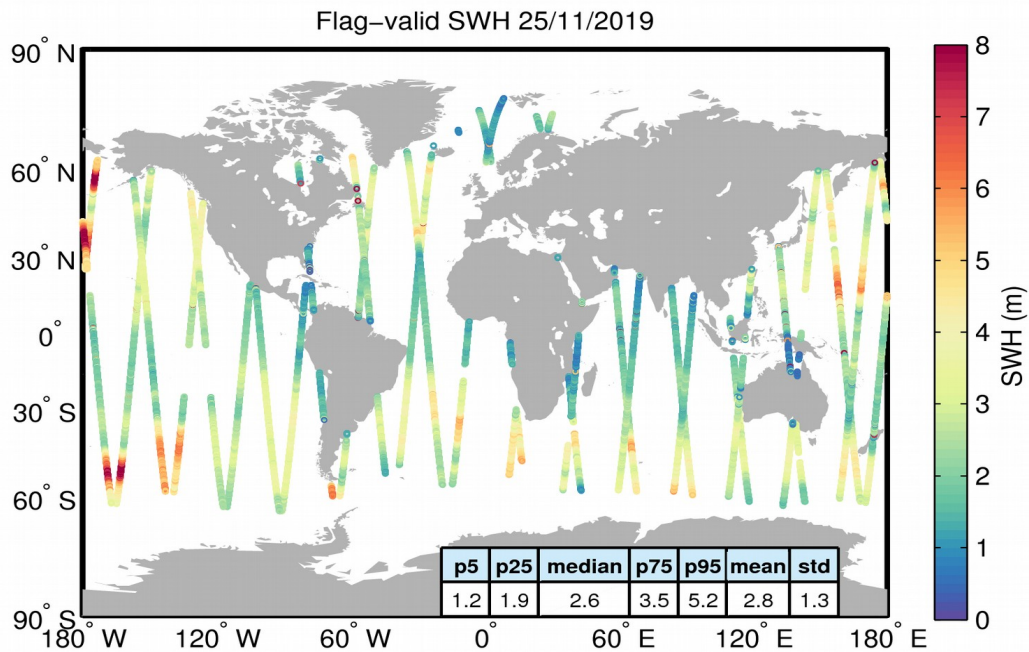 Flag–valid SWH 25/11/2019
90° N
60° N
30° N
0°
30° S
60° S
90° S
180° W
120° W
60° W
0°
60° E
120° E
180° E
p5 p25 median p75 p95 mean std
1.2 1.9 2.6 3.5 5.2 2.8 1.3
8
7
6
5
4
3
2
1
0
SWH (m)